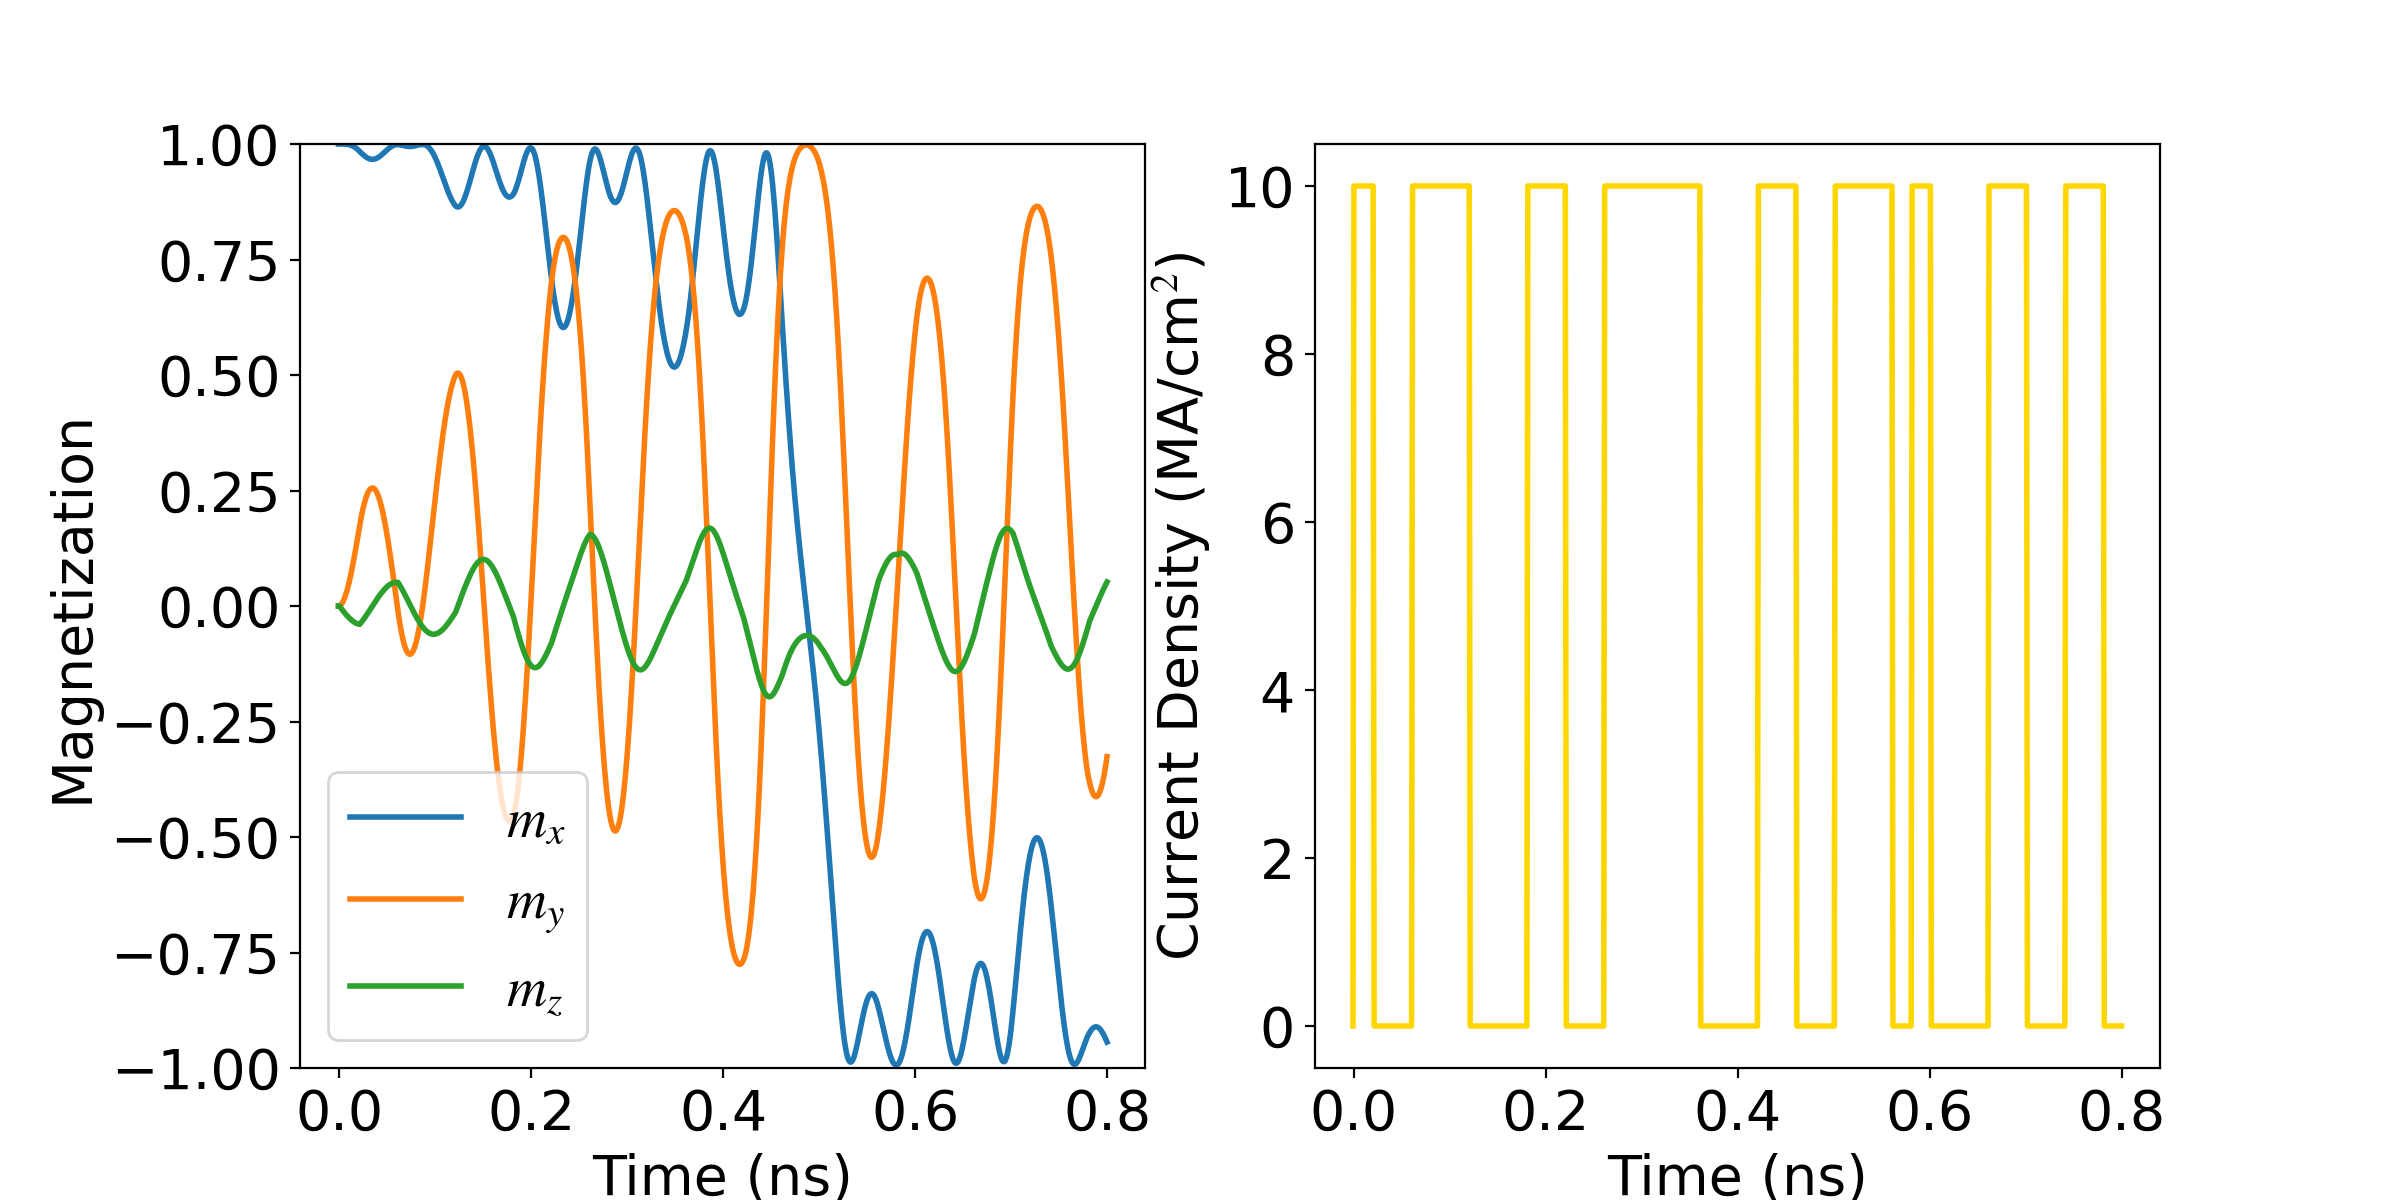 1.00
0.75
0.50
0.25
0.00
−0.25
−0.50
−0.75
−1.00
Magnetization
m_x
m_y
m_z
0.0 0.2 0.4 0.6 0.8
Time (ns)
10
8
6
4
2
0
Current Density (MA/cm²)
0.0 0.2 0.4 0.6 0.8
Time (ns)